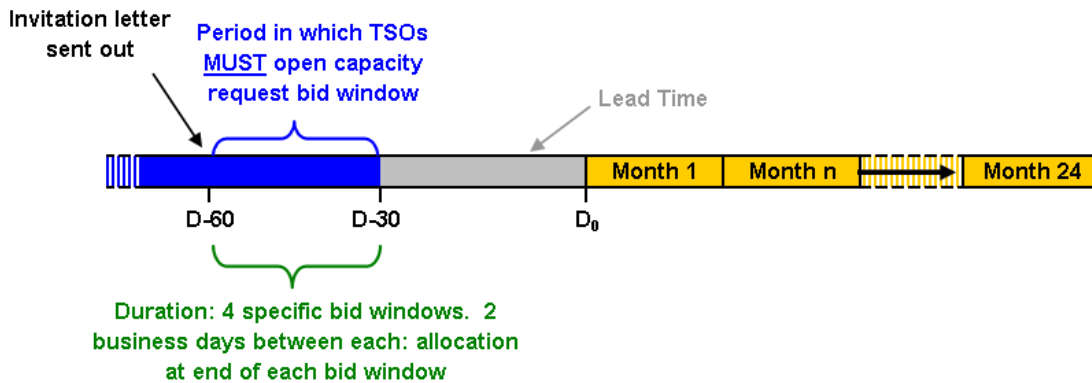 Invitation letter
sent out
Period in which TSOs
MUST open capacity
request bid window
Lead Time
Month 1
Month n
Month 24
D-60
D-30
D₀
Duration: 4 specific bid windows.  2
business days between each: allocation
at end of each bid window